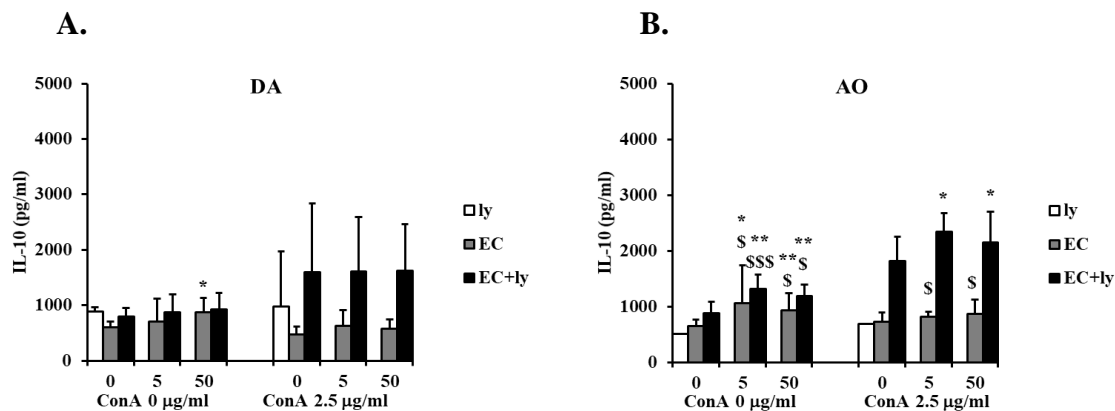 A.
DA
5000
4000
3000
2000
1000
0
IL-10 (pg/ml)
*
0 5 50 0 5 50
ConA 0 µg/ml ConA 2.5 µg/ml
ly
EC
EC+ly
B.
AO
5000
4000
3000
2000
1000
0
IL-10 (pg/ml)
*
$
**
$$$
**
$
**
$
*
$
*
$
0 5 50 0 5 50
ConA 0 µg/ml ConA 2.5 µg/ml
ly
EC
EC+ly